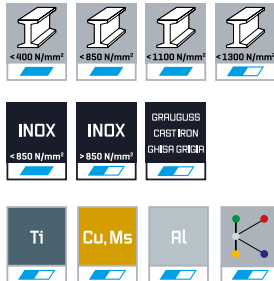 <400 N/mm² <850 N/mm² <1100 N/mm² <1300 N/mm²
INOX INOX GRAUGUSS
CAST IRON
GHISA GRIGIA
<850 N/mm² >850 N/mm²
Ti Cu, Ms Al